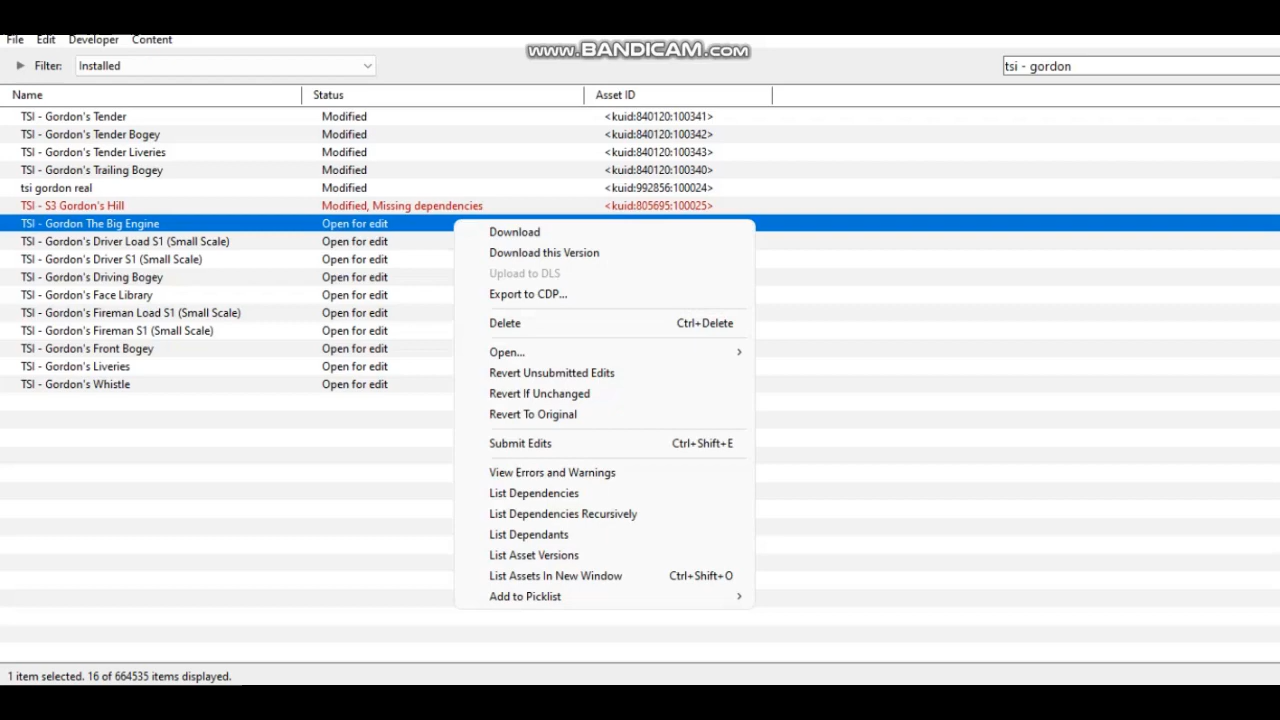 File Edit Developer Content
www.BANDICAM.com
Filter: Installed
tsi - gordon
Name Status Asset ID
TSI - Gordon's Tender Modified <kuid:840120:100341>
TSI - Gordon's Tender Bogey Modified <kuid:840120:100342>
TSI - Gordon's Tender Liveries Modified <kuid:840120:100343>
TSI - Gordon's Trailing Bogey Modified <kuid:840120:100340>
tsi gordon real Modified <kuid:992856:100024>
TSI - S3 Gordon's Hill Modified, Missing dependencies <kuid:805695:100025>
TSI - Gordon The Big Engine Open for edit
TSI - Gordon's Driver Load S1 (Small Scale) Open for edit
TSI - Gordon's Driver S1 (Small Scale) Open for edit
TSI - Gordon's Driving Bogey Open for edit
TSI - Gordon's Face Library Open for edit
TSI - Gordon's Fireman Load S1 (Small Scale) Open for edit
TSI - Gordon's Fireman S1 (Small Scale) Open for edit
TSI - Gordon's Front Bogey Open for edit
TSI - Gordon's Liveries Open for edit
TSI - Gordon's Whistle Open for edit
Download
Download this Version
Upload to DLS
Export to CDP...
Delete Ctrl+Delete
Open...
Revert Unsubmitted Edits
Revert If Unchanged
Revert To Original
Submit Edits Ctrl+Shift+E
View Errors and Warnings
List Dependencies
List Dependencies Recursively
List Dependants
List Asset Versions
List Assets In New Window Ctrl+Shift+O
Add to Picklist
1 item selected. 16 of 664535 items displayed.